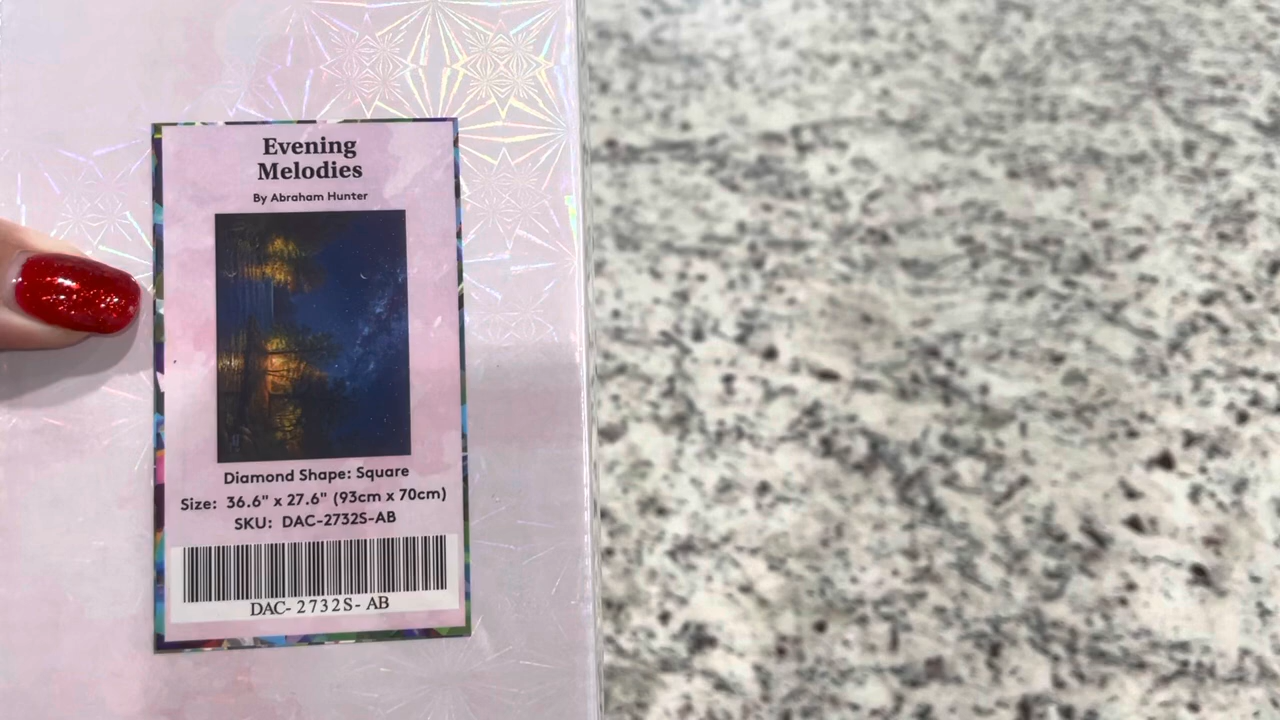 Evening
Melodies
By Abraham Hunter
Diamond Shape: Square
Size: 36.6" x 27.6" (93cm x 70cm)
SKU: DAC-2732S-AB
DAC- 2732S- AB